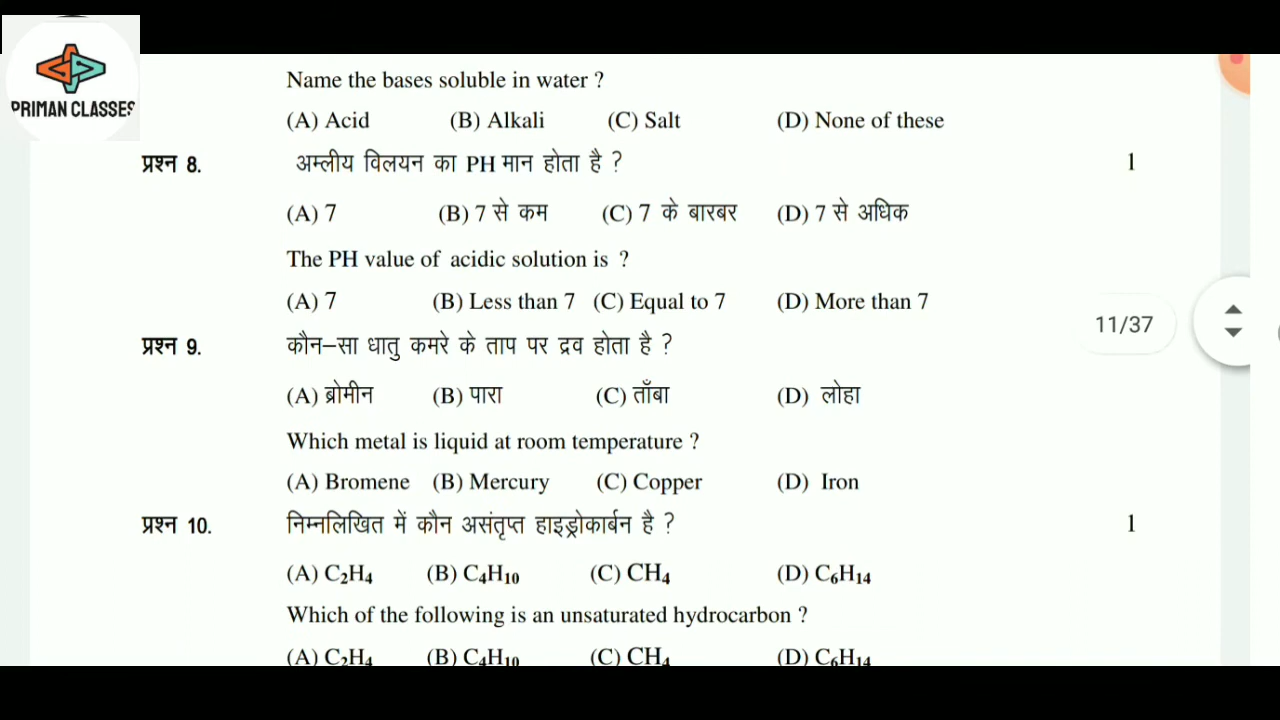 PRIMAN CLASSES
Name the bases soluble in water ?
(A) Acid (B) Alkali (C) Salt (D) None of these
प्रश्न 8. अम्लीय विलयन का PH मान होता है ? 1
(A) 7 (B) 7 से कम (C) 7 के बारबर (D) 7 से अधिक
The PH value of acidic solution is ?
(A) 7 (B) Less than 7 (C) Equal to 7 (D) More than 7
11/37
प्रश्न 9. कौन–सा धातु कमरे के ताप पर द्रव होता है ?
(A) ब्रोमीन (B) पारा (C) ताँबा (D) लोहा
Which metal is liquid at room temperature ?
(A) Bromene (B) Mercury (C) Copper (D) Iron
प्रश्न 10. निम्नलिखित में कौन असंतृप्त हाइड्रोकार्बन है ? 1
(A) C₂H₄ (B) C₄H₁₀ (C) CH₄ (D) C₆H₁₄
Which of the following is an unsaturated hydrocarbon ?
(A) C₂H₄ (B) C₄H₁₀ (C) CH₄ (D) C₆H₁₄